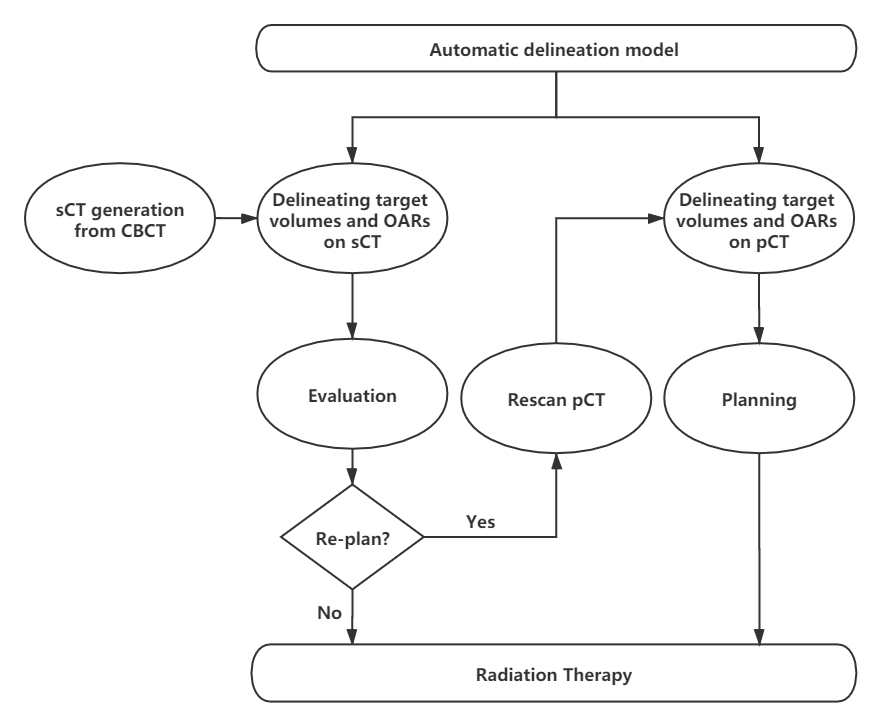 Automatic delineation model
sCT generation
from CBCT
Delineating target
volumes and OARs
on sCT
Delineating target
volumes and OARs
on pCT
Evaluation
Rescan pCT
Planning
Re-plan?
Yes
No
Radiation Therapy